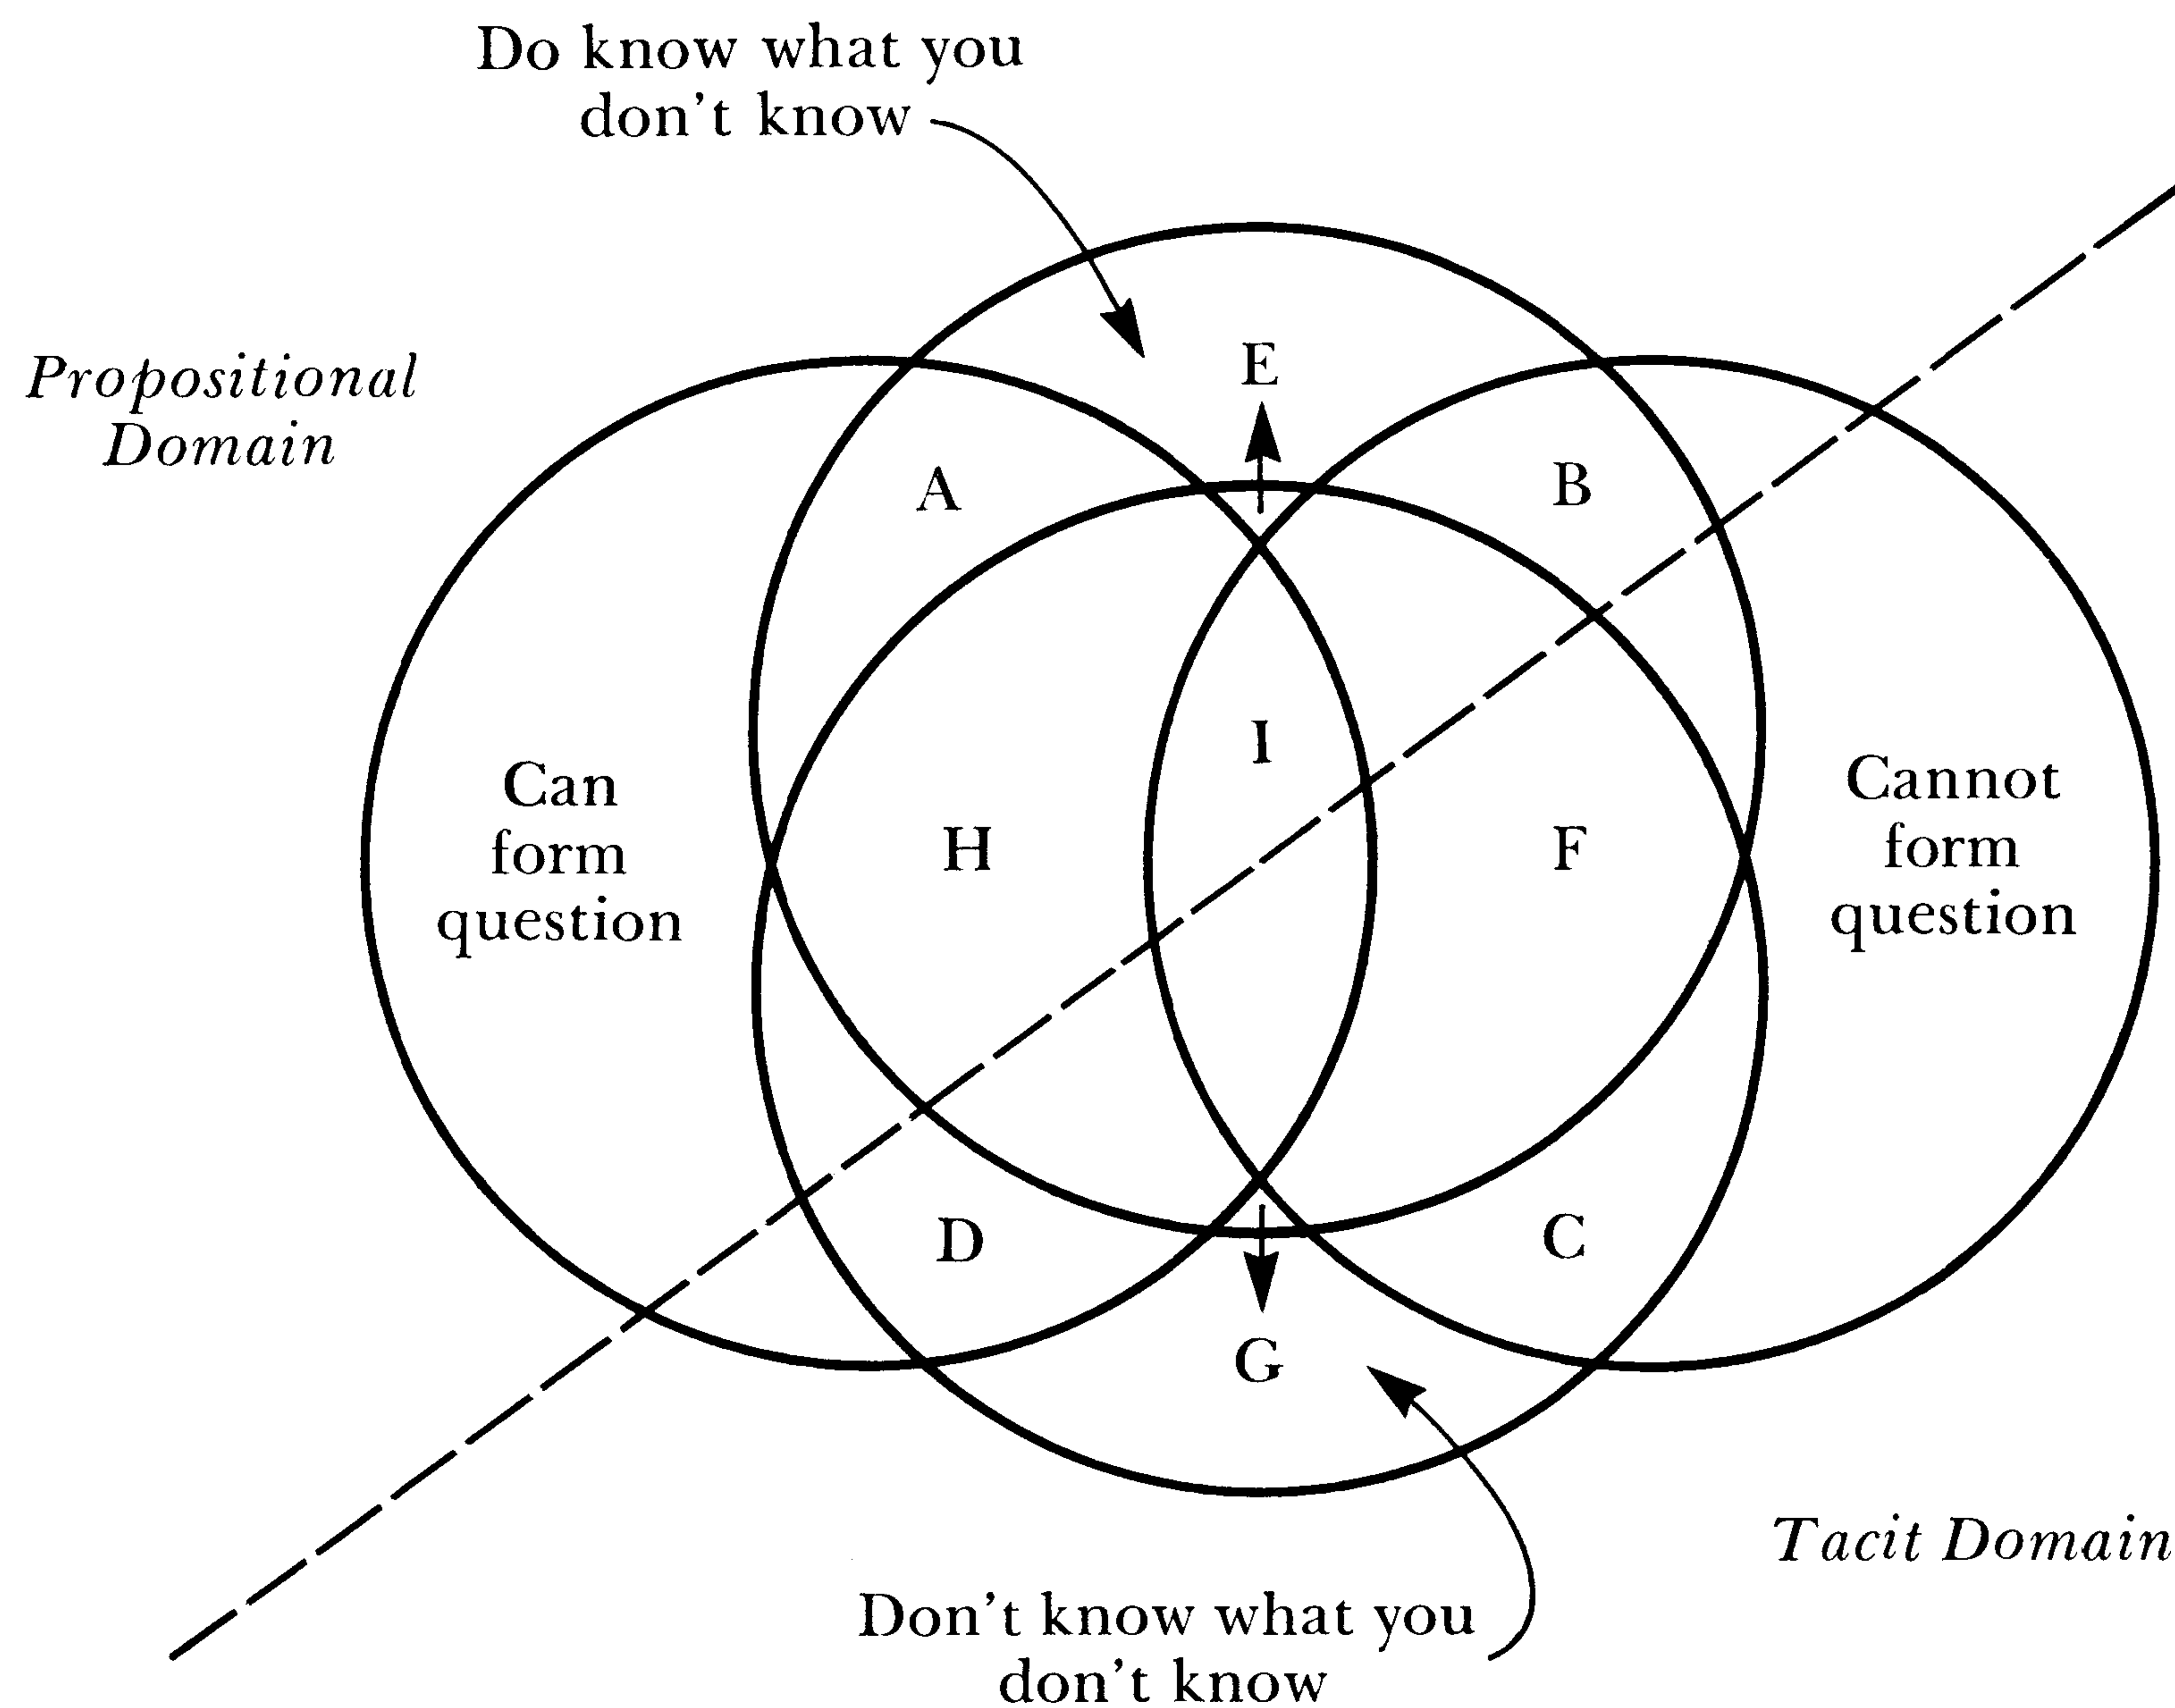 Do know what you
don't know
Propositional
Domain
E
A
B
I
Can
form
question
H
F
Cannot
form
question
D
C
G
Tacit Domain
Don't know what you
don't know